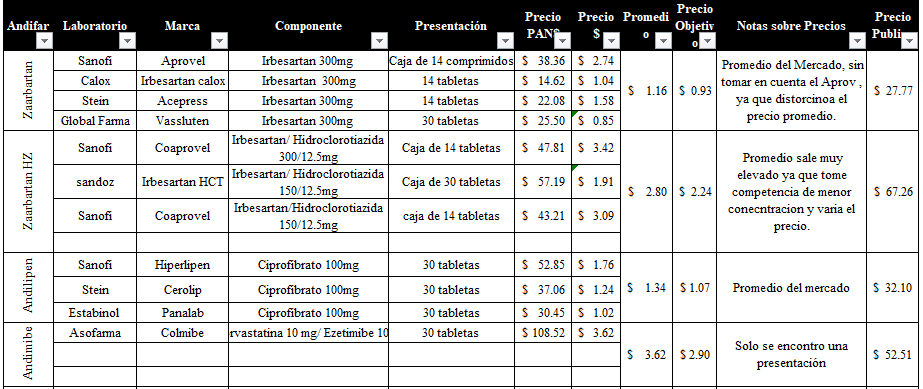 Andifar Laboratorio Marca Componente Presentación Precio PAN$ Precio $ Promedi o Precio Objetiv o Notas sobre Precios Precio Public
Zaarbartan
Sanofi Aprovel Irbesartan 300mg Caja de 14 comprimidos $ 38.36 $ 2.74
Calox Irbesartan calox Irbesartan 300mg 14 tabletas $ 14.62 $ 1.04
Stein Acepress Irbesartan 300mg 14 tabletas $ 22.08 $ 1.58
Global Farma Vassluten Irbesartan 300mg 30 tabletas $ 25.50 $ 0.85
$ 1.16 $ 0.93
Promedio del Mercado, sin
tomar en cuenta el Aprov ,
ya que distorcinoa el
precio promedio.
$ 27.77
Zaarbartan HZ
Sanofi Coaprovel Irbesartan/ Hidroclorotiazida
300/12.5mg
Caja de 14 tabletas $ 47.81 $ 3.42
sandoz Irbesartan HCT Irbesartan/ Hidroclorotiazida
150/12.5mg
Caja de 30 tabletas $ 57.19 $ 1.91
Sanofi Coaprovel Irbesartan/Hidroclorotiazida
150/12.5mg
caja de 14 tabletas $ 43.21 $ 3.09
$ 2.80 $ 2.24
Promedio sale muy
elevado ya que tome
competencia de menor
conecntracion y varia el
precio.
$ 67.26
Andilipen
Sanofi Hiperlipen Ciprofibrato 100mg 30 tabletas $ 52.85 $ 1.76
Stein Cerolip Ciprofibrato 100mg 30 tabletas $ 37.06 $ 1.24
Estabinol Panalab Ciprofibrato 100mg 30 tabletas $ 30.45 $ 1.02
$ 1.34 $ 1.07 Promedio del mercado $ 32.10
Andimibe
Asofarma Colmibe rvastatina 10 mg/ Ezetimibe 10 30 tabletas $ 108.52 $ 3.62
$ 3.62 $ 2.90
Solo se encontro una
presentación
$ 52.51